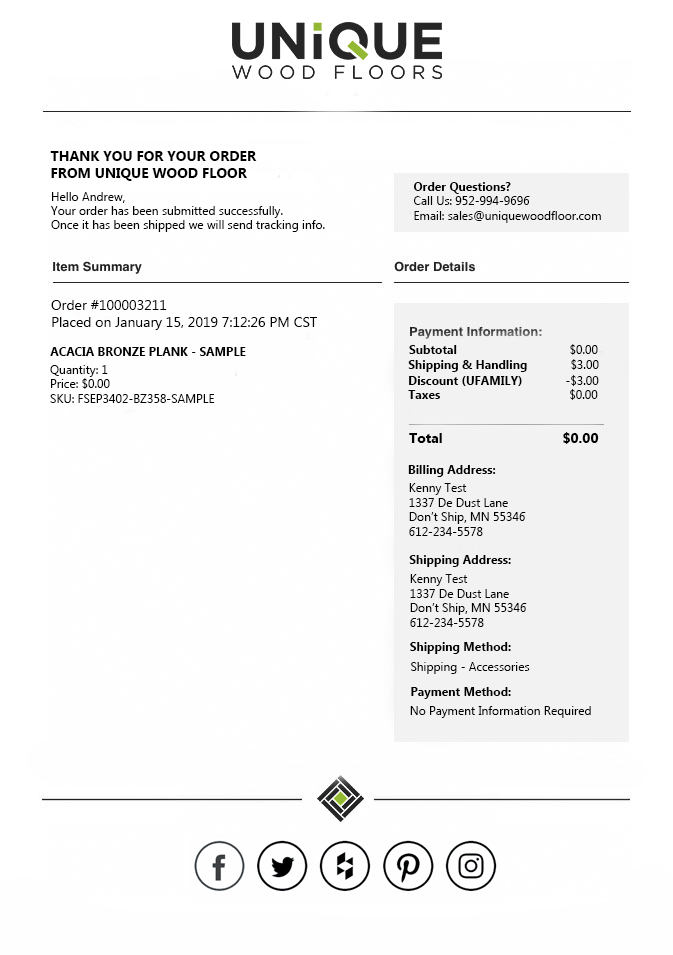 UNiQUE
WOOD FLOORS
THANK YOU FOR YOUR ORDER
FROM UNIQUE WOOD FLOOR
Hello Andrew,
Your order has been submitted successfully.
Once it has been shipped we will send tracking info.
Order Questions?
Call Us: 952-994-9696
Email: sales@uniquewoodfloor.com
Item Summary
Order #100003211
Placed on January 15, 2019 7:12:26 PM CST
ACACIA BRONZE PLANK - SAMPLE
Quantity: 1
Price: $0.00
SKU: FSEP3402-BZ358-SAMPLE
Order Details
Payment Information:
Subtotal $0.00
Shipping & Handling $3.00
Discount (UFAMILY) -$3.00
Taxes $0.00
Total $0.00
Billing Address:
Kenny Test
1337 De Dust Lane
Don't Ship, MN 55346
612-234-5578
Shipping Address:
Kenny Test
1337 De Dust Lane
Don't Ship, MN 55346
612-234-5578
Shipping Method:
Shipping - Accessories
Payment Method:
No Payment Information Required